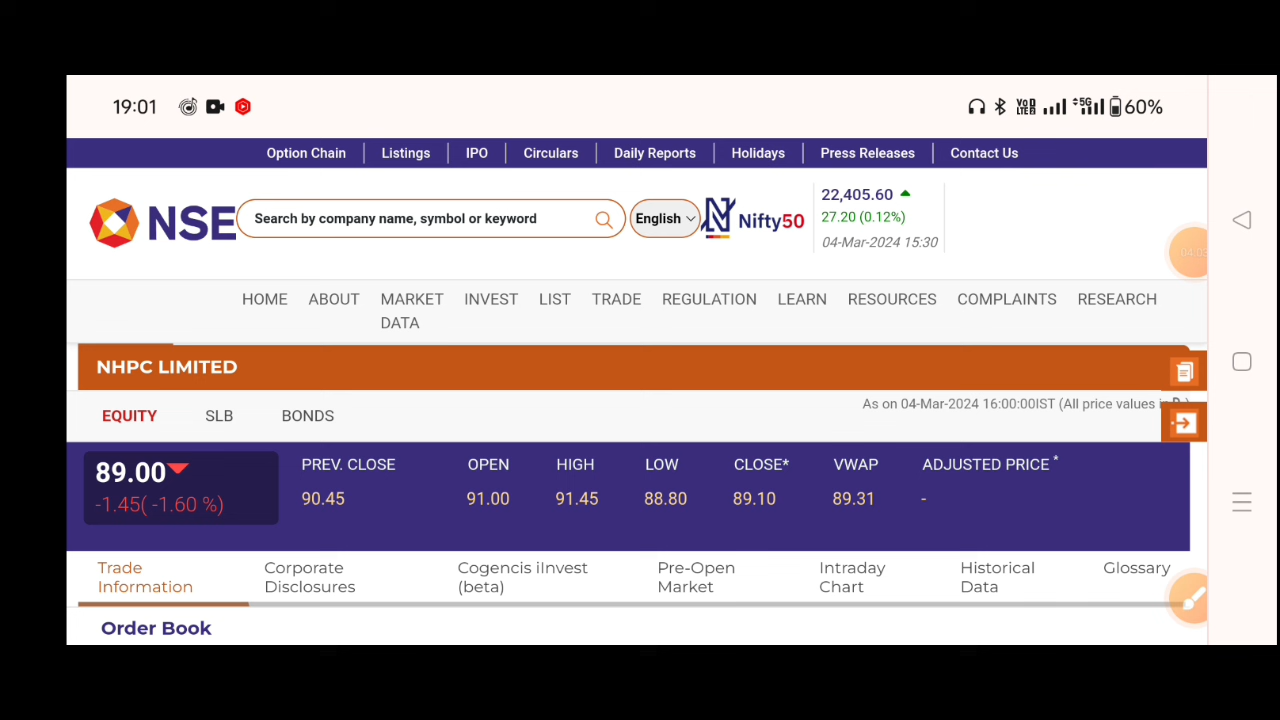 19:01
VoD LTE2 5G 60%
Option Chain Listings IPO Circulars Daily Reports Holidays Press Releases Contact Us
NSE Search by company name, symbol or keyword English Nifty50
22,405.60
27.20 (0.12%)
04-Mar-2024 15:30
HOME ABOUT MARKET DATA INVEST LIST TRADE REGULATION LEARN RESOURCES COMPLAINTS RESEARCH
NHPC LIMITED
As on 04-Mar-2024 16:00:00IST (All price values
EQUITY SLB BONDS
89.00
-1.45( -1.60 %)
PREV. CLOSE OPEN HIGH LOW CLOSE* VWAP ADJUSTED PRICE *
90.45 91.00 91.45 88.80 89.10 89.31 -
Trade Information Corporate Disclosures Cogencis iInvest (beta) Pre-Open Market Intraday Chart Historical Data Glossary
Order Book